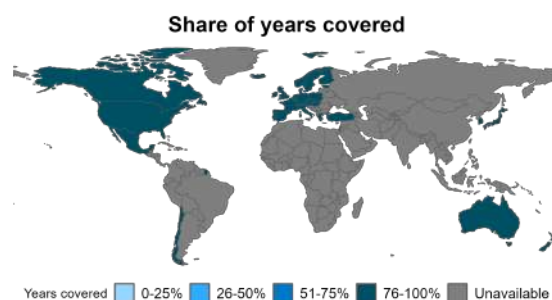 Share of years covered
Years covered 0-25% 26-50% 51-75% 76-100% Unavailable